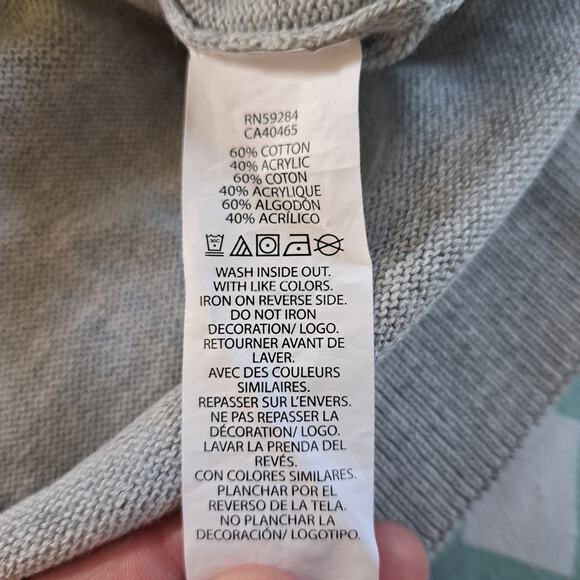 RN59284
CA40465
60% COTTON
40% ACRYLIC
60% COTON
40% ACRYLIQUE
60% ALGODÓN
40% ACRÍLICO
30C
WASH INSIDE OUT.
WITH LIKE COLORS.
IRON ON REVERSE SIDE.
DO NOT IRON
DECORATION/ LOGO.
RETOURNER AVANT DE
LAVER.
AVEC DES COULEURS
SIMILAIRES.
REPASSER SUR L'ENVERS.
NE PAS REPASSER LA
DÉCORATION/ LOGO.
LAVAR LA PRENDA DEL
REVÉS.
CON COLORES SIMILARES.
PLANCHAR POR EL
REVERSO DE LA TELA.
NO PLANCHAR LA
DECORACIÓN/ LOGOTIPO.